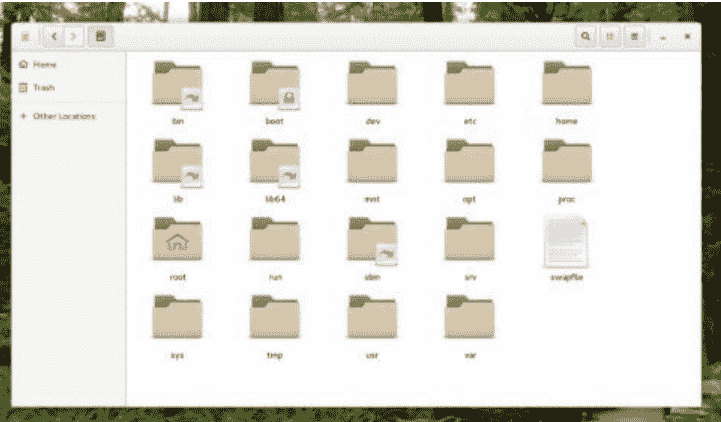 Home
Trash
+ Other Locations
bin boot dev etc home
lib lib64 mnt opt proc
root run sbin srv swapfile
sys tmp usr var